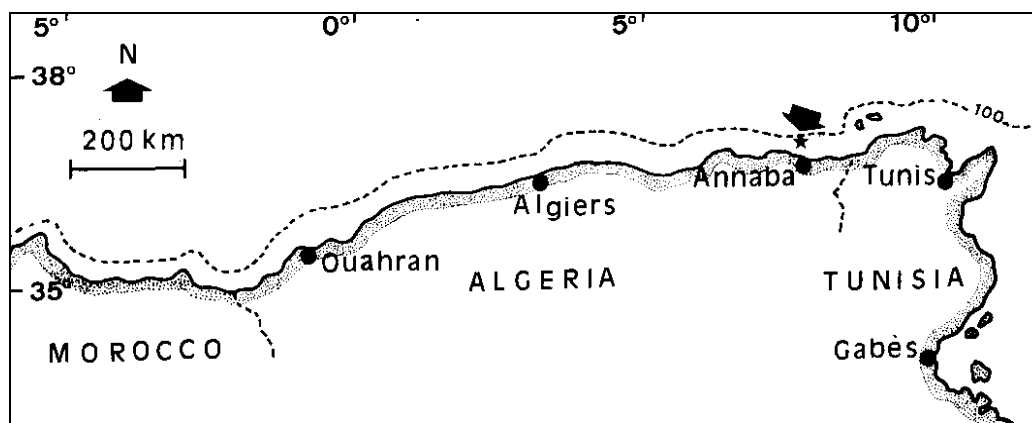 5°' 0°' 5°' 10°'
N
38°
100
200 km
Annaba Tunis
Algiers
Ouahran
ALGERIA TUNISIA
35°
MOROCCO
Gabès